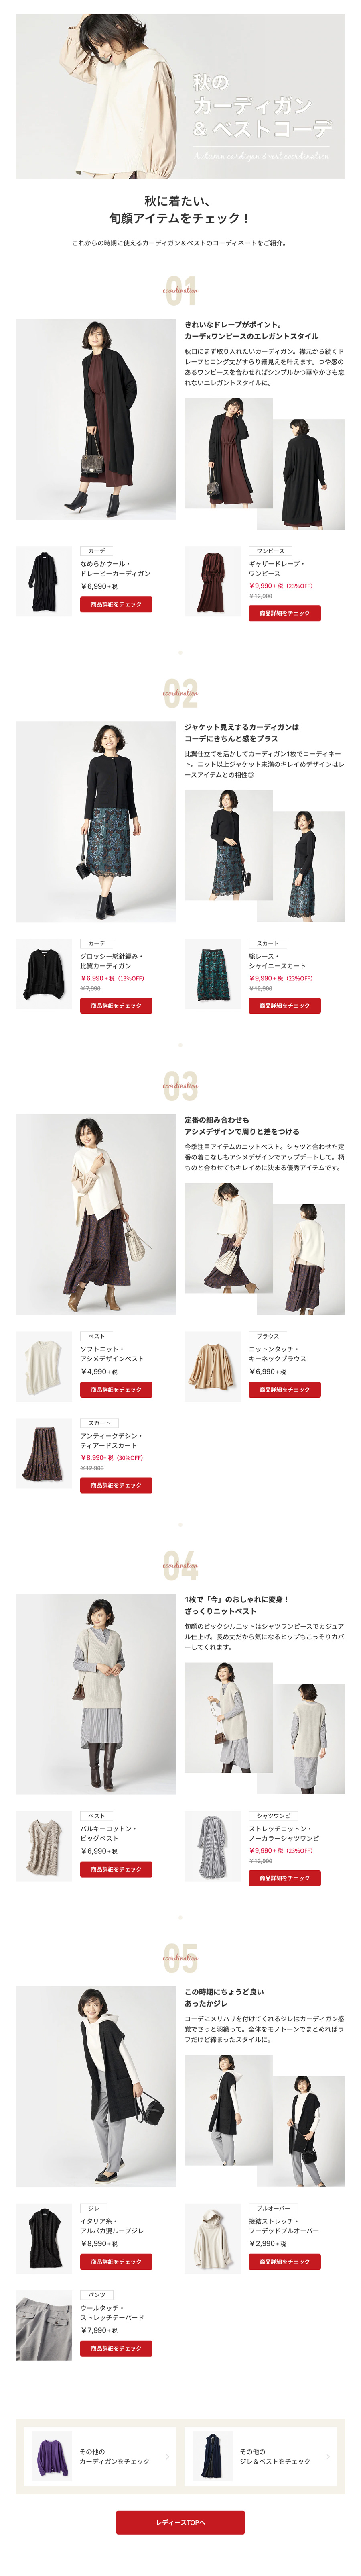 秋の
カーディガン
& ベストコーデ
Autumn cardigan & vest coordination
秋に着たい、
旬顔アイテムをチェック！
これからの時期に使えるカーディガン＆ベストのコーディネートをご紹介。
01
coordination
きれいなドレープがポイント。
カーデ×ワンピースのエレガントスタイル
秋口にまず取り入れたいカーディガン。襟元から続くド
レープとロング丈がすらり細見えを叶えます。つや感の
あるワンピースを合わせればシンプルかつ華やかさも忘
れないエレガントスタイルに。
カーデ
なめらかウール・
ドレーピーカーディガン
￥6,990 + 税
商品詳細をチェック
ワンピース
ギャザードレープ・
ワンピース
￥9,990 + 税（23%OFF）
￥12,900
商品詳細をチェック
02
coordination
ジャケット見えするカーディガンは
コーデにきちんと感をプラス
比翼仕立てを活かしてカーディガン1枚でコーディネー
ト。ニット以上ジャケット未満のキレイめデザインはレ
ースアイテムとの相性◎
カーデ
グロッシー総針編み・
比翼カーディガン
￥6,990 + 税（13%OFF）
￥7,990
商品詳細をチェック
スカート
総レース・
シャイニースカート
￥9,990 + 税（23%OFF）
￥12,900
商品詳細をチェック
03
coordination
定番の組み合わせも
アシメデザインで周りと差をつける
今季注目アイテムのニットベスト。シャツと合わせた定
番の着こなしもアシメデザインでアップデートして。柄
ものと合わせてもキレイめに決まる優秀アイテムです。
ベスト
ソフトニット・
アシメデザインベスト
￥4,990 + 税
商品詳細をチェック
ブラウス
コットンタッチ・
キーネックブラウス
￥6,990 + 税
商品詳細をチェック
スカート
アンティークデシン・
ティアードスカート
￥8,990+ 税（30%OFF）
￥12,900
商品詳細をチェック
04
coordination
1枚で「今」のおしゃれに変身！
ざっくりニットベスト
旬顔のビックシルエットはシャツワンピースでカジュア
ル仕上げ。長め丈だから気になるヒップもこっそりカバ
ーしてくれます。
ベスト
バルキーコットン・
ビッグベスト
￥6,990 + 税
商品詳細をチェック
シャツワンピ
ストレッチコットン・
ノーカラーシャツワンピ
￥9,990 + 税（23%OFF）
￥12,900
商品詳細をチェック
05
coordination
この時期にちょうど良い
あったかジレ
コーデにメリハリを付けてくれるジレはカーディガン感
覚でさっと羽織って。全体をモノトーンでまとめればラ
フだけど締まったスタイルに。
ジレ
イタリア糸・
アルパカ混ループジレ
￥8,990 + 税
商品詳細をチェック
プルオーバー
接結ストレッチ・
フーデッドプルオーバー
￥2,990 + 税
商品詳細をチェック
パンツ
ウールタッチ・
ストレッチテーパード
￥7,990 + 税
商品詳細をチェック
その他の
カーディガンをチェック
その他の
ジレ＆ベストをチェック
レディースTOPへ